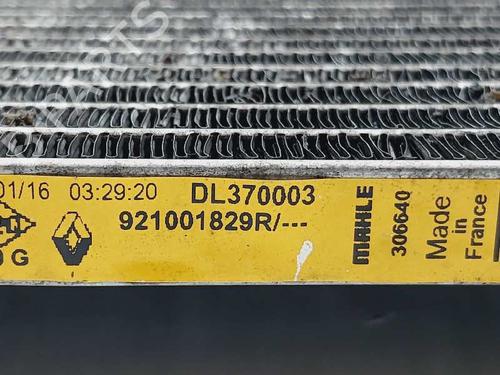 01/16 03:29:20 DL370003
921001829R/---
G
MAHLE
306640
Made
in
France